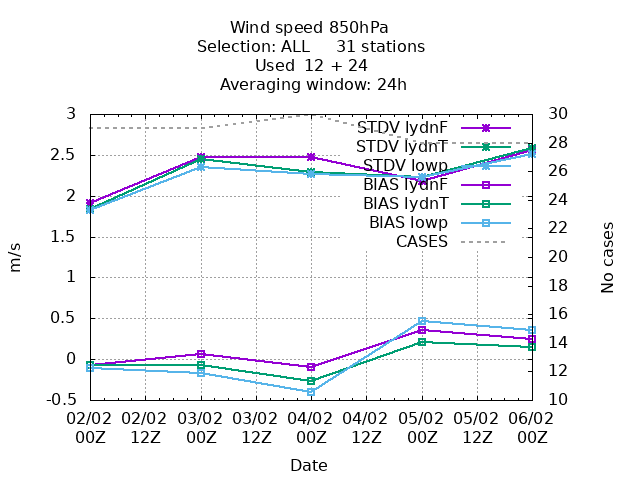 Wind speed 850hPa
Selection: ALL     31 stations
Used  12 + 24
Averaging window: 24h
3
2.5
2
1.5
1
0.5
0
-0.5
30
28
26
24
22
20
18
16
14
12
10
STDV lydnF
STDV lydnT
STDV lowp
BIAS lydnF
BIAS lydnT
BIAS lowp
CASES
m/s
No cases
02/02 02/02 03/02 03/02 04/02 04/02 05/02 05/02 06/02
00Z 12Z 00Z 12Z 00Z 12Z 00Z 12Z 00Z
Date